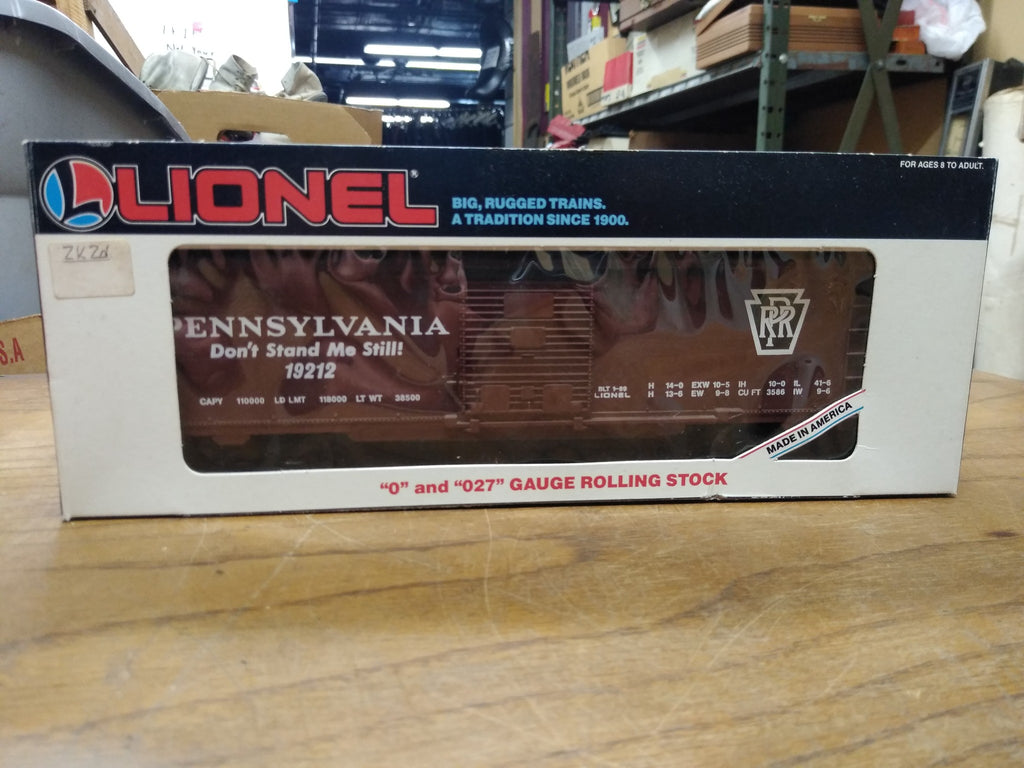 LIONEL®
BIG, RUGGED TRAINS.
A TRADITION SINCE 1900.
FOR AGES 8 TO ADULT.
PENNSYLVANIA
Don't Stand Me Still!
19212
CAPY 110000 LD LMT 118000 LT WT 38500
PRR
BLT 1-89 H 14-0 EXW 10-5 IH 10-0 IL 41-6
LIONEL H 13-6 EW 9-8 CU FT 3586 IW 9-6
MADE IN AMERICA
"O" and "027" GAUGE ROLLING STOCK
S.A